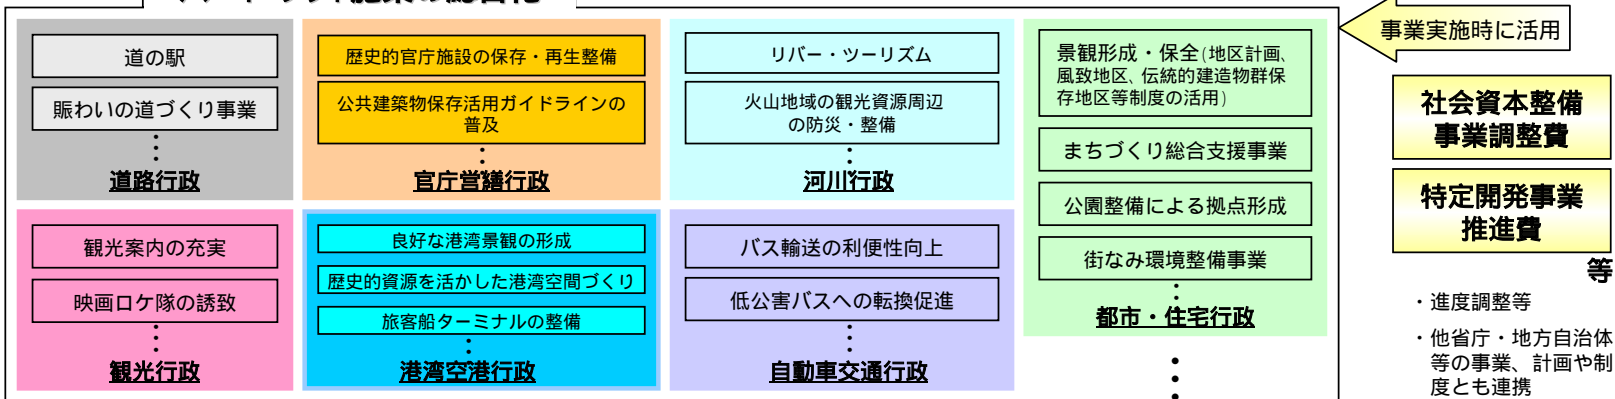 道の駅
賑わいの道づくり事業
道路行政
歴史的官庁施設の保存・再生整備
公共建築物保存活用ガイドラインの
普及
官庁営繕行政
リバー・ツーリズム
火山地域の観光資源周辺
の防災・整備
河川行政
景観形成・保全(地区計画、
風致地区、伝統的建造物群保
存地区等制度の活用)
まちづくり総合支援事業
公園整備による拠点形成
街なみ環境整備事業
都市・住宅行政
観光案内の充実
映画ロケ隊の誘致
観光行政
良好な港湾景観の形成
歴史的資源を活かした港湾空間づくり
旅客船ターミナルの整備
港湾空港行政
バス輸送の利便性向上
低公害バスへの転換促進
自動車交通行政
事業実施時に活用
社会資本整備
事業調整費
特定開発事業
推進費
等
・進度調整等
・他省庁・地方自治体
等の事業、計画や制
度とも連携